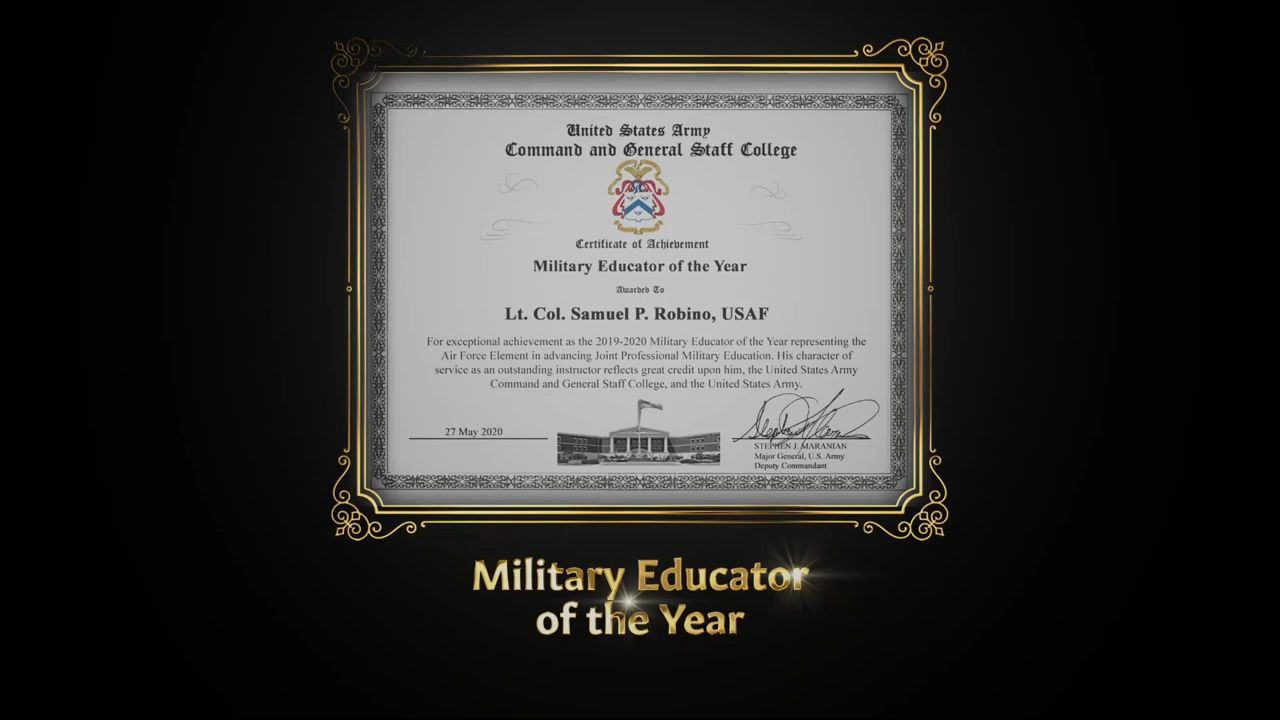 United States Army
Command and General Staff College
Certificate of Achievement
Military Educator of the Year
Awarded To
Lt. Col. Samuel P. Robino, USAF
For exceptional achievement as the 2019-2020 Military Educator of the Year representing the
Air Force Element in advancing Joint Professional Military Education. His character of
service as an outstanding instructor reflects great credit upon him, the United States Army
Command and General Staff College, and the United States Army.
27 May 2020
STEPHEN J. MARANIAN
Major General, U.S. Army
Deputy Commandant
Military Educator
of the Year